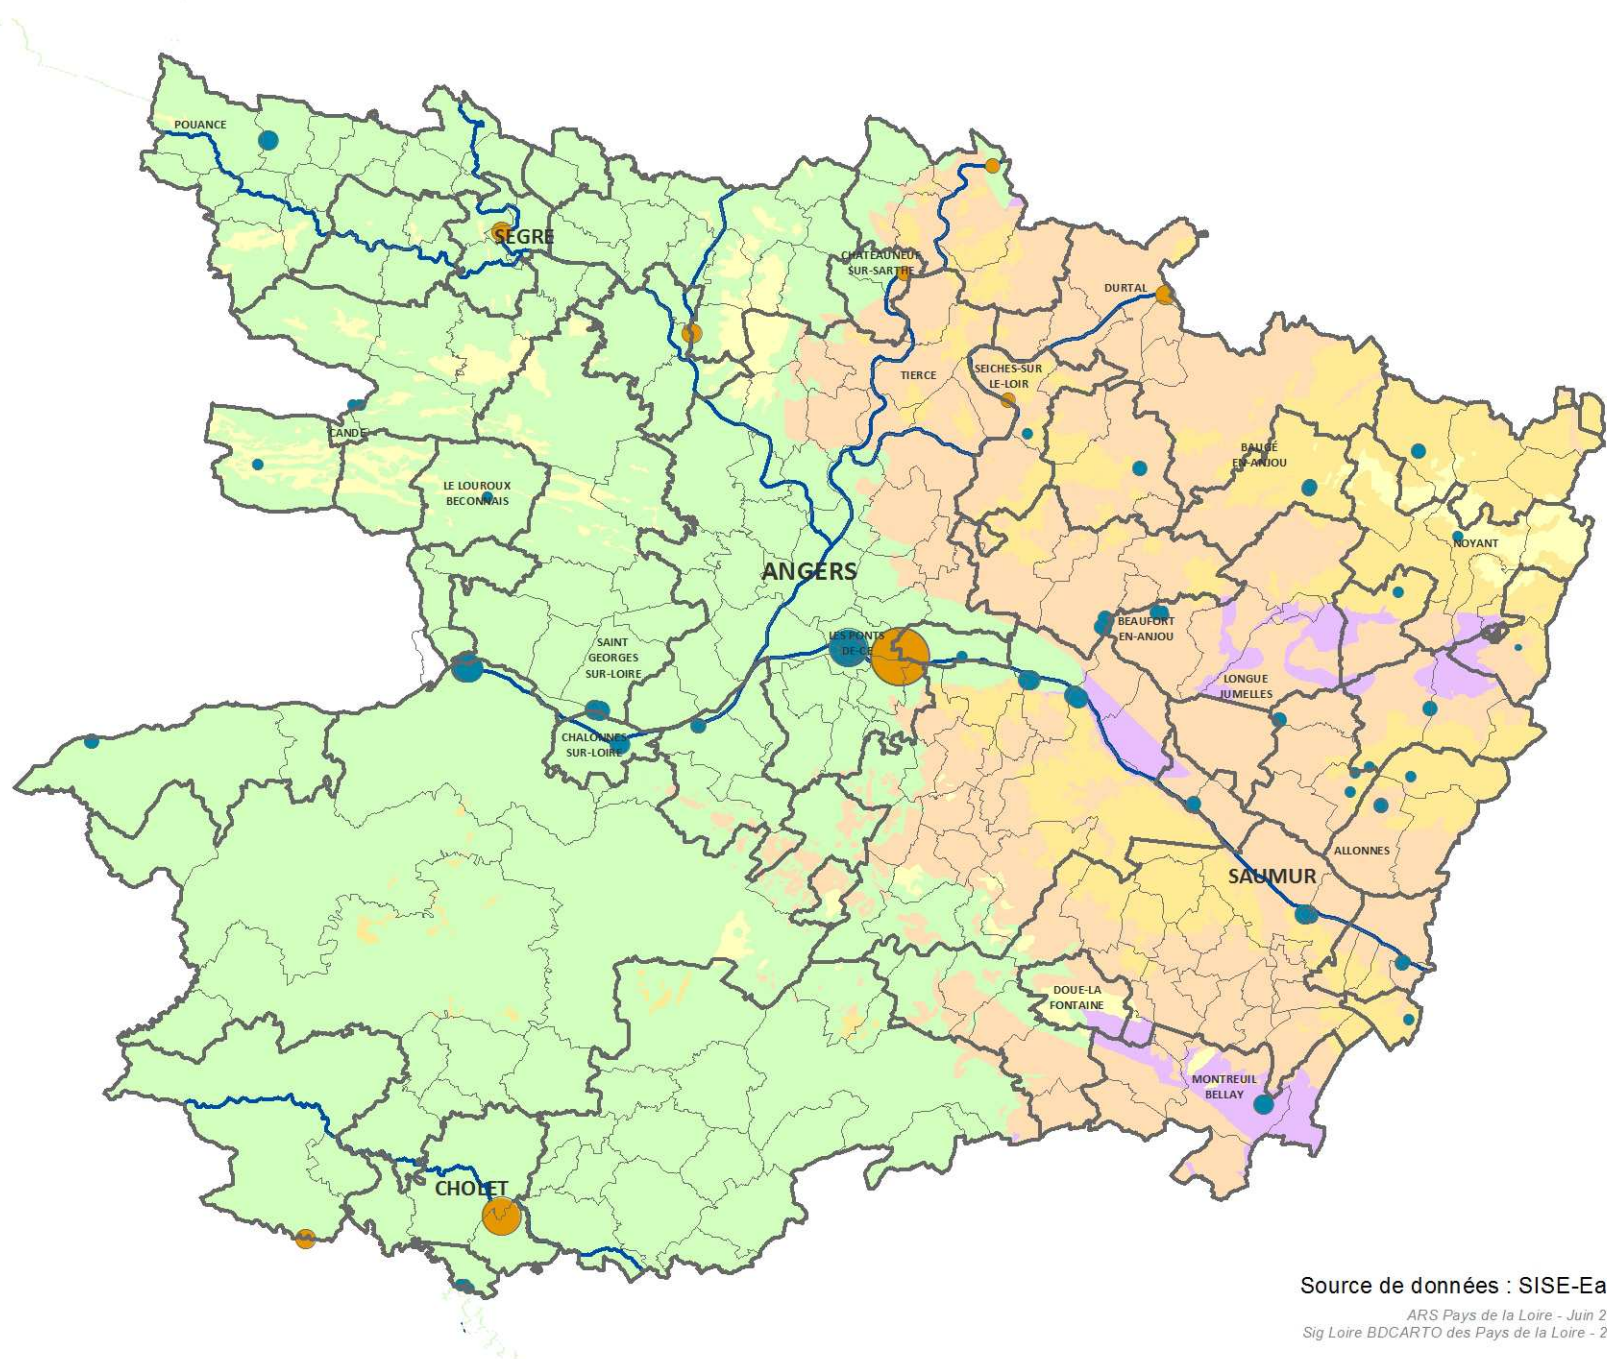 POUANCE
SEGRE
CHATEAUNEUF
SUR-SARTHE
DURTAL
TIERCE
SEICHES-SUR
LE-LOIR
CANDE
BAUGÉ
EN-ANJOU
LE LOUROUX
BECONNAIS
NOYANT
ANGERS
BEAUFORT
EN-ANJOU
LES PONTS
DE-CE
SAINT
GEORGES
SUR-LOIRE
LONGUE
JUMELLES
CHALONNES
SUR-LOIRE
ALLONNES
SAUMUR
DOUE-LA
FONTAINE
MONTREUIL
BELLAY
CHOLET
Source de données : SISE-Ea
ARS Pays de la Loire - Juin 2
Sig Loire BDCARTO des Pays de la Loire - 2